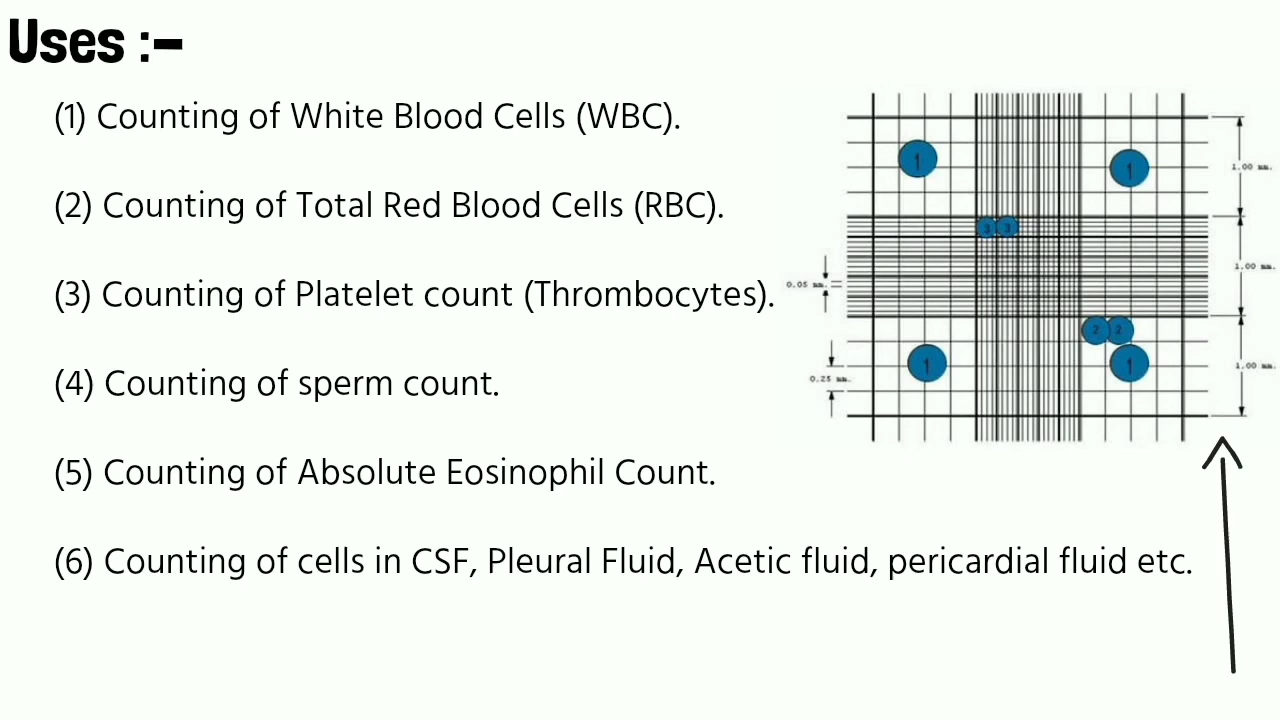 Uses :-
(1) Counting of White Blood Cells (WBC).
(2) Counting of Total Red Blood Cells (RBC).
(3) Counting of Platelet count (Thrombocytes).
(4) Counting of sperm count.
(5) Counting of Absolute Eosinophil Count.
(6) Counting of cells in CSF, Pleural Fluid, Acetic fluid, pericardial fluid etc.
1 1
1.00 mm.
3 3
1.00 mm.
0.05 mm.
2 2
1 1
1.00 mm.
0.25 mm.